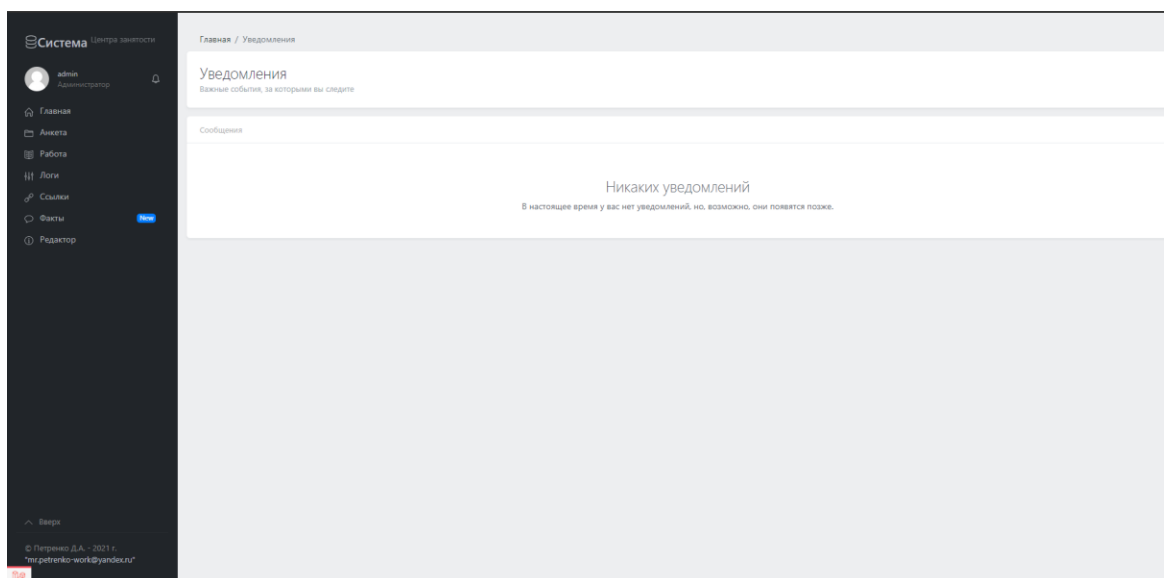 Система Центра занятости
admin
Администратор
Главная
Анкета
Работа
Логи
Ссылки
Факты New
Редактор
Вверх
© Петренко Д.А. - 2021 г.
"mr.petrenko-work@yandex.ru"
Главная / Уведомления
Уведомления
Важные события, за которыми вы следите
Сообщения
Никаких уведомлений
В настоящее время у вас нет уведомлений, но, возможно, они появятся позже.